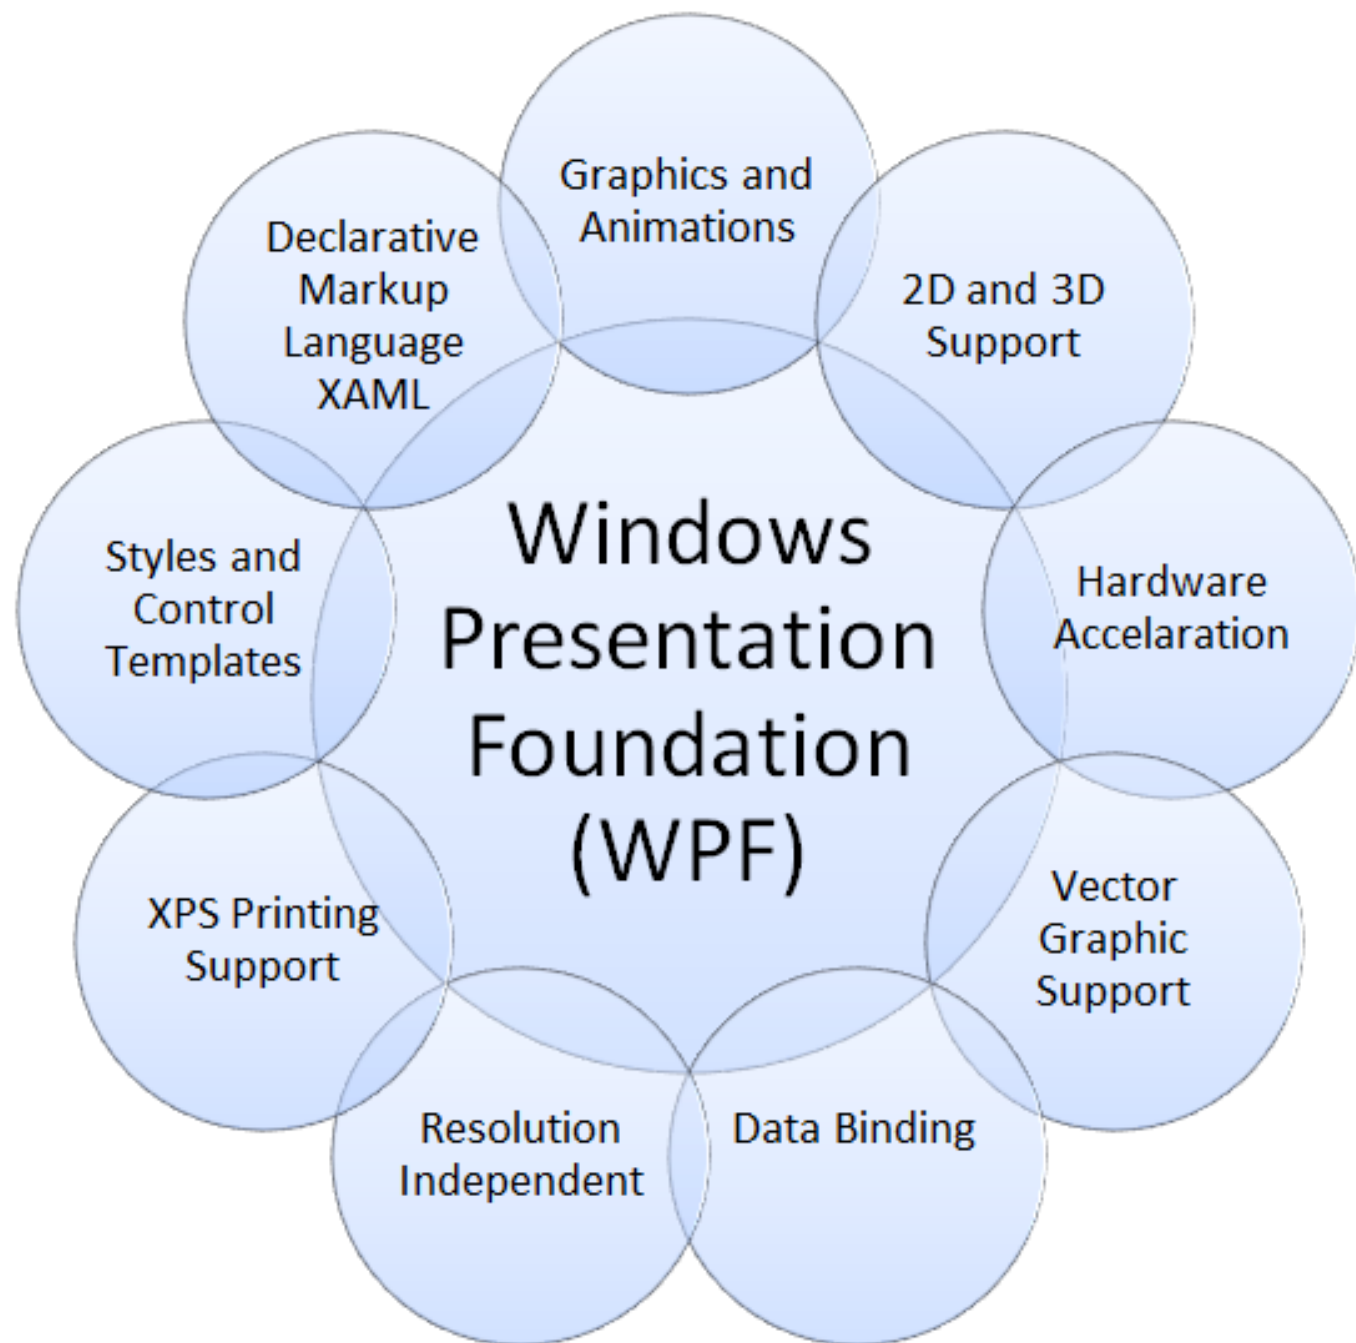 Graphics and
Animations
2D and 3D
Support
Hardware
Accelaration
Vector
Graphic
Support
Data Binding
Resolution
Independent
XPS Printing
Support
Styles and
Control
Templates
Declarative
Markup
Language
XAML
Windows
Presentation
Foundation
(WPF)